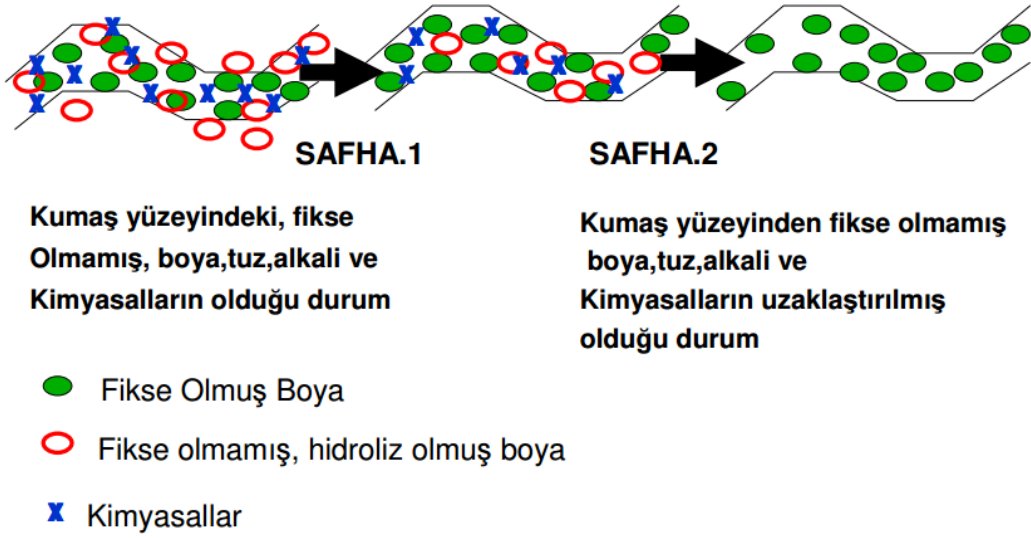 SAFHA.1
SAFHA.2
Kumaş yüzeyindeki, fikse
Olmamış, boya,tuz,alkali ve
Kimyasalların olduğu durum
Kumaş yüzeyinden fikse olmamış
boya,tuz,alkali ve
Kimyasalların uzaklaştırılmış
olduğu durum
Fikse Olmuş Boya
Fikse olmamış, hidroliz olmuş boya
Kimyasallar